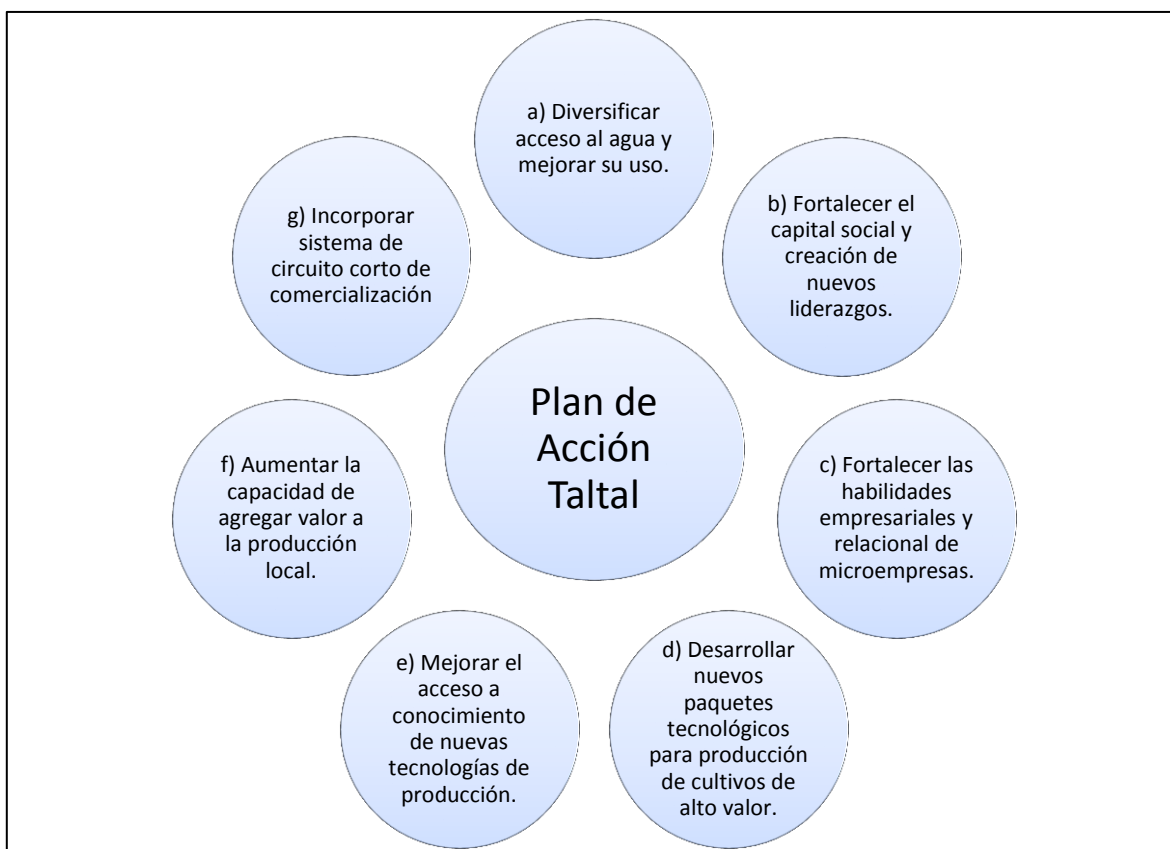 a) Diversificar
acceso al agua y
mejorar su uso.
b) Fortalecer el
capital social y
creación de
nuevos
liderazgos.
c) Fortalecer las
habilidades
empresariales y
relacional de
microempresas.
d) Desarrollar
nuevos
paquetes
tecnológicos
para producción
de cultivos de
alto valor.
e) Mejorar el
acceso a
conocimiento
de nuevas
tecnologías de
producción.
f) Aumentar la
capacidad de
agregar valor a
la producción
local.
g) Incorporar
sistema de
circuito corto de
comercialización
Plan de
Acción
Taltal